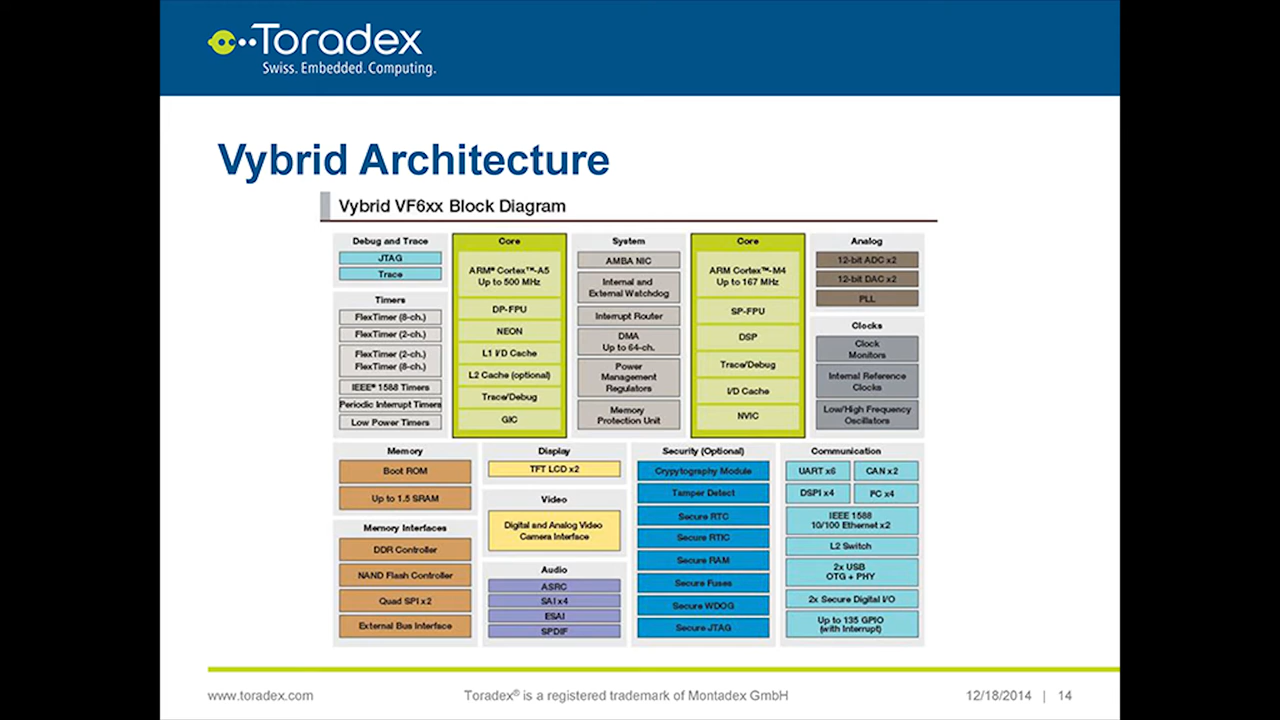 Toradex
Swiss. Embedded. Computing.
Vybrid Architecture
Vybrid VF6xx Block Diagram
Debug and Trace
JTAG
Trace
Timers
FlexTimer (8-ch.)
FlexTimer (2-ch.)
FlexTimer (2-ch.)
FlexTimer (8-ch.)
IEEE® 1588 Timers
Periodic Interrupt Timers
Low Power Timers
Core
ARM® Cortex™-A5
Up to 500 MHz
DP-FPU
NEON
L1 I/D Cache
L2 Cache (optional)
Trace/Debug
GIC
System
AMBA NIC
Internal and
External Watchdog
Interrupt Router
DMA
Up to 64-ch.
Power
Management
Regulators
Memory
Protection Unit
Core
ARM Cortex™-M4
Up to 167 MHz
SP-FPU
DSP
Trace/Debug
I/D Cache
NVIC
Analog
12-bit ADC x2
12-bit DAC x2
PLL
Clocks
Clock
Monitors
Internal Reference
Clocks
Low/High Frequency
Oscillators
Memory
Boot ROM
Up to 1.5 SRAM
Memory Interfaces
DDR Controller
NAND Flash Controller
Quad SPI x2
External Bus Interface
Display
TFT LCD x2
Video
Digital and Analog Video
Camera Interface
Audio
ASRC
SAI x4
ESAI
SPDIF
Security (Optional)
Crypytography Module
Tamper Detect
Secure RTC
Secure RTIC
Secure RAM
Secure Fuses
Secure WDOG
Secure JTAG
Communication
UART x6
CAN x2
DSPI x4
I²C x4
IEEE 1588
10/100 Ethernet x2
L2 Switch
2x USB
OTG + PHY
2x Secure Digital I/O
Up to 135 GPIO
(with Interrupt)
www.toradex.com
Toradex® is a registered trademark of Montadex GmbH
12/18/2014 | 14